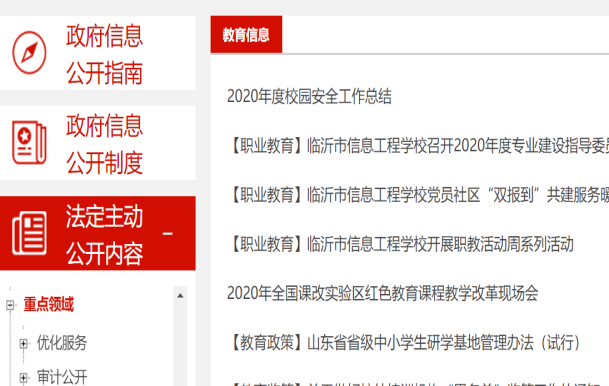 政府信息
公开指南
政府信息
公开制度
法定主动
公开内容
重点领域
优化服务
审计公开
教育信息
2020年度校园安全工作总结
【职业教育】临沂市信息工程学校召开2020年度专业建设指导委员
【职业教育】临沂市信息工程学校党员社区“双报到”共建服务暖
【职业教育】临沂市信息工程学校开展职教活动周系列活动
2020年全国课改实验区红色教育课程教学改革现场会
【教育政策】山东省省级中小学生研学基地管理办法（试行）